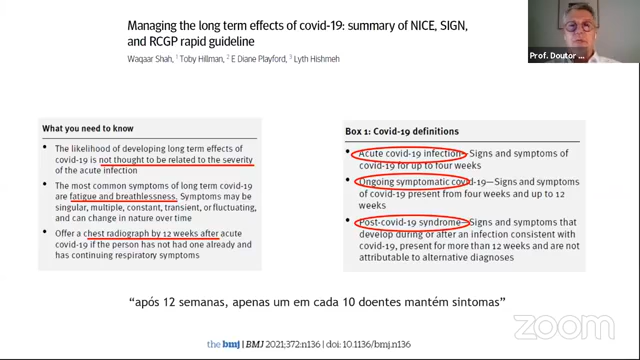 Managing the long term effects of covid-19: summary of NICE, SIGN,
and RCGP rapid guideline
Waqaar Shah, 1 Toby Hillman, 2 E Diane Playford, 3 Lyth Hishmeh
Prof. Doutor ...
What you need to know
• The likelihood of developing long term effects of
covid-19 is not thought to be related to the severity
of the acute infection
• The most common symptoms of long term covid-19
are fatigue and breathlessness. Symptoms may be
singular, multiple, constant, transient, or fluctuating,
and can change in nature over time
• Offer a chest radiograph by 12 weeks after acute
covid-19 if the person has not had one already and
has continuing respiratory symptoms
Box 1: Covid-19 definitions
• Acute covid-19 infection—Signs and symptoms of
covid-19 for up to four weeks
• Ongoing symptomatic covid-19—Signs and symptoms
of covid-19 present from four weeks and up to 12
weeks
• Post-covid-19 syndrome—Signs and symptoms that
develop during or after an infection consistent with
covid-19, present for more than 12 weeks and are not
attributable to alternative diagnoses
“após 12 semanas, apenas um em cada 10 doentes mantém sintomas”
the bmj | BMJ 2021;372:n136 | doi: 10.1136/bmj.n136
zoom